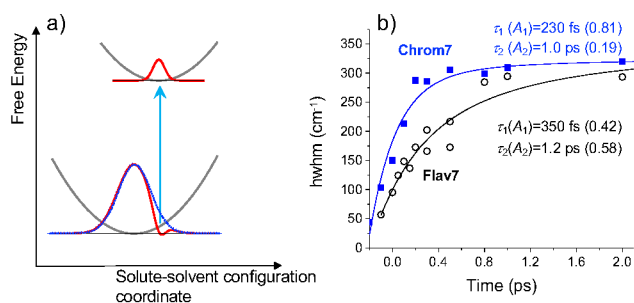 a)
Free Energy
Solute-solvent configuration
coordinate
b)
τ1 (A1)=230 fs (0.81)
τ2 (A2)=1.0 ps (0.19)
Chrom7
τ1(A1)=350 fs (0.42)
τ2(A2)=1.2 ps (0.58)
Flav7
hwhm (cm-1)
350
300
250
200
150
100
50
0
0.0 0.4 0.8 1.2 1.6 2.0
Time (ps)